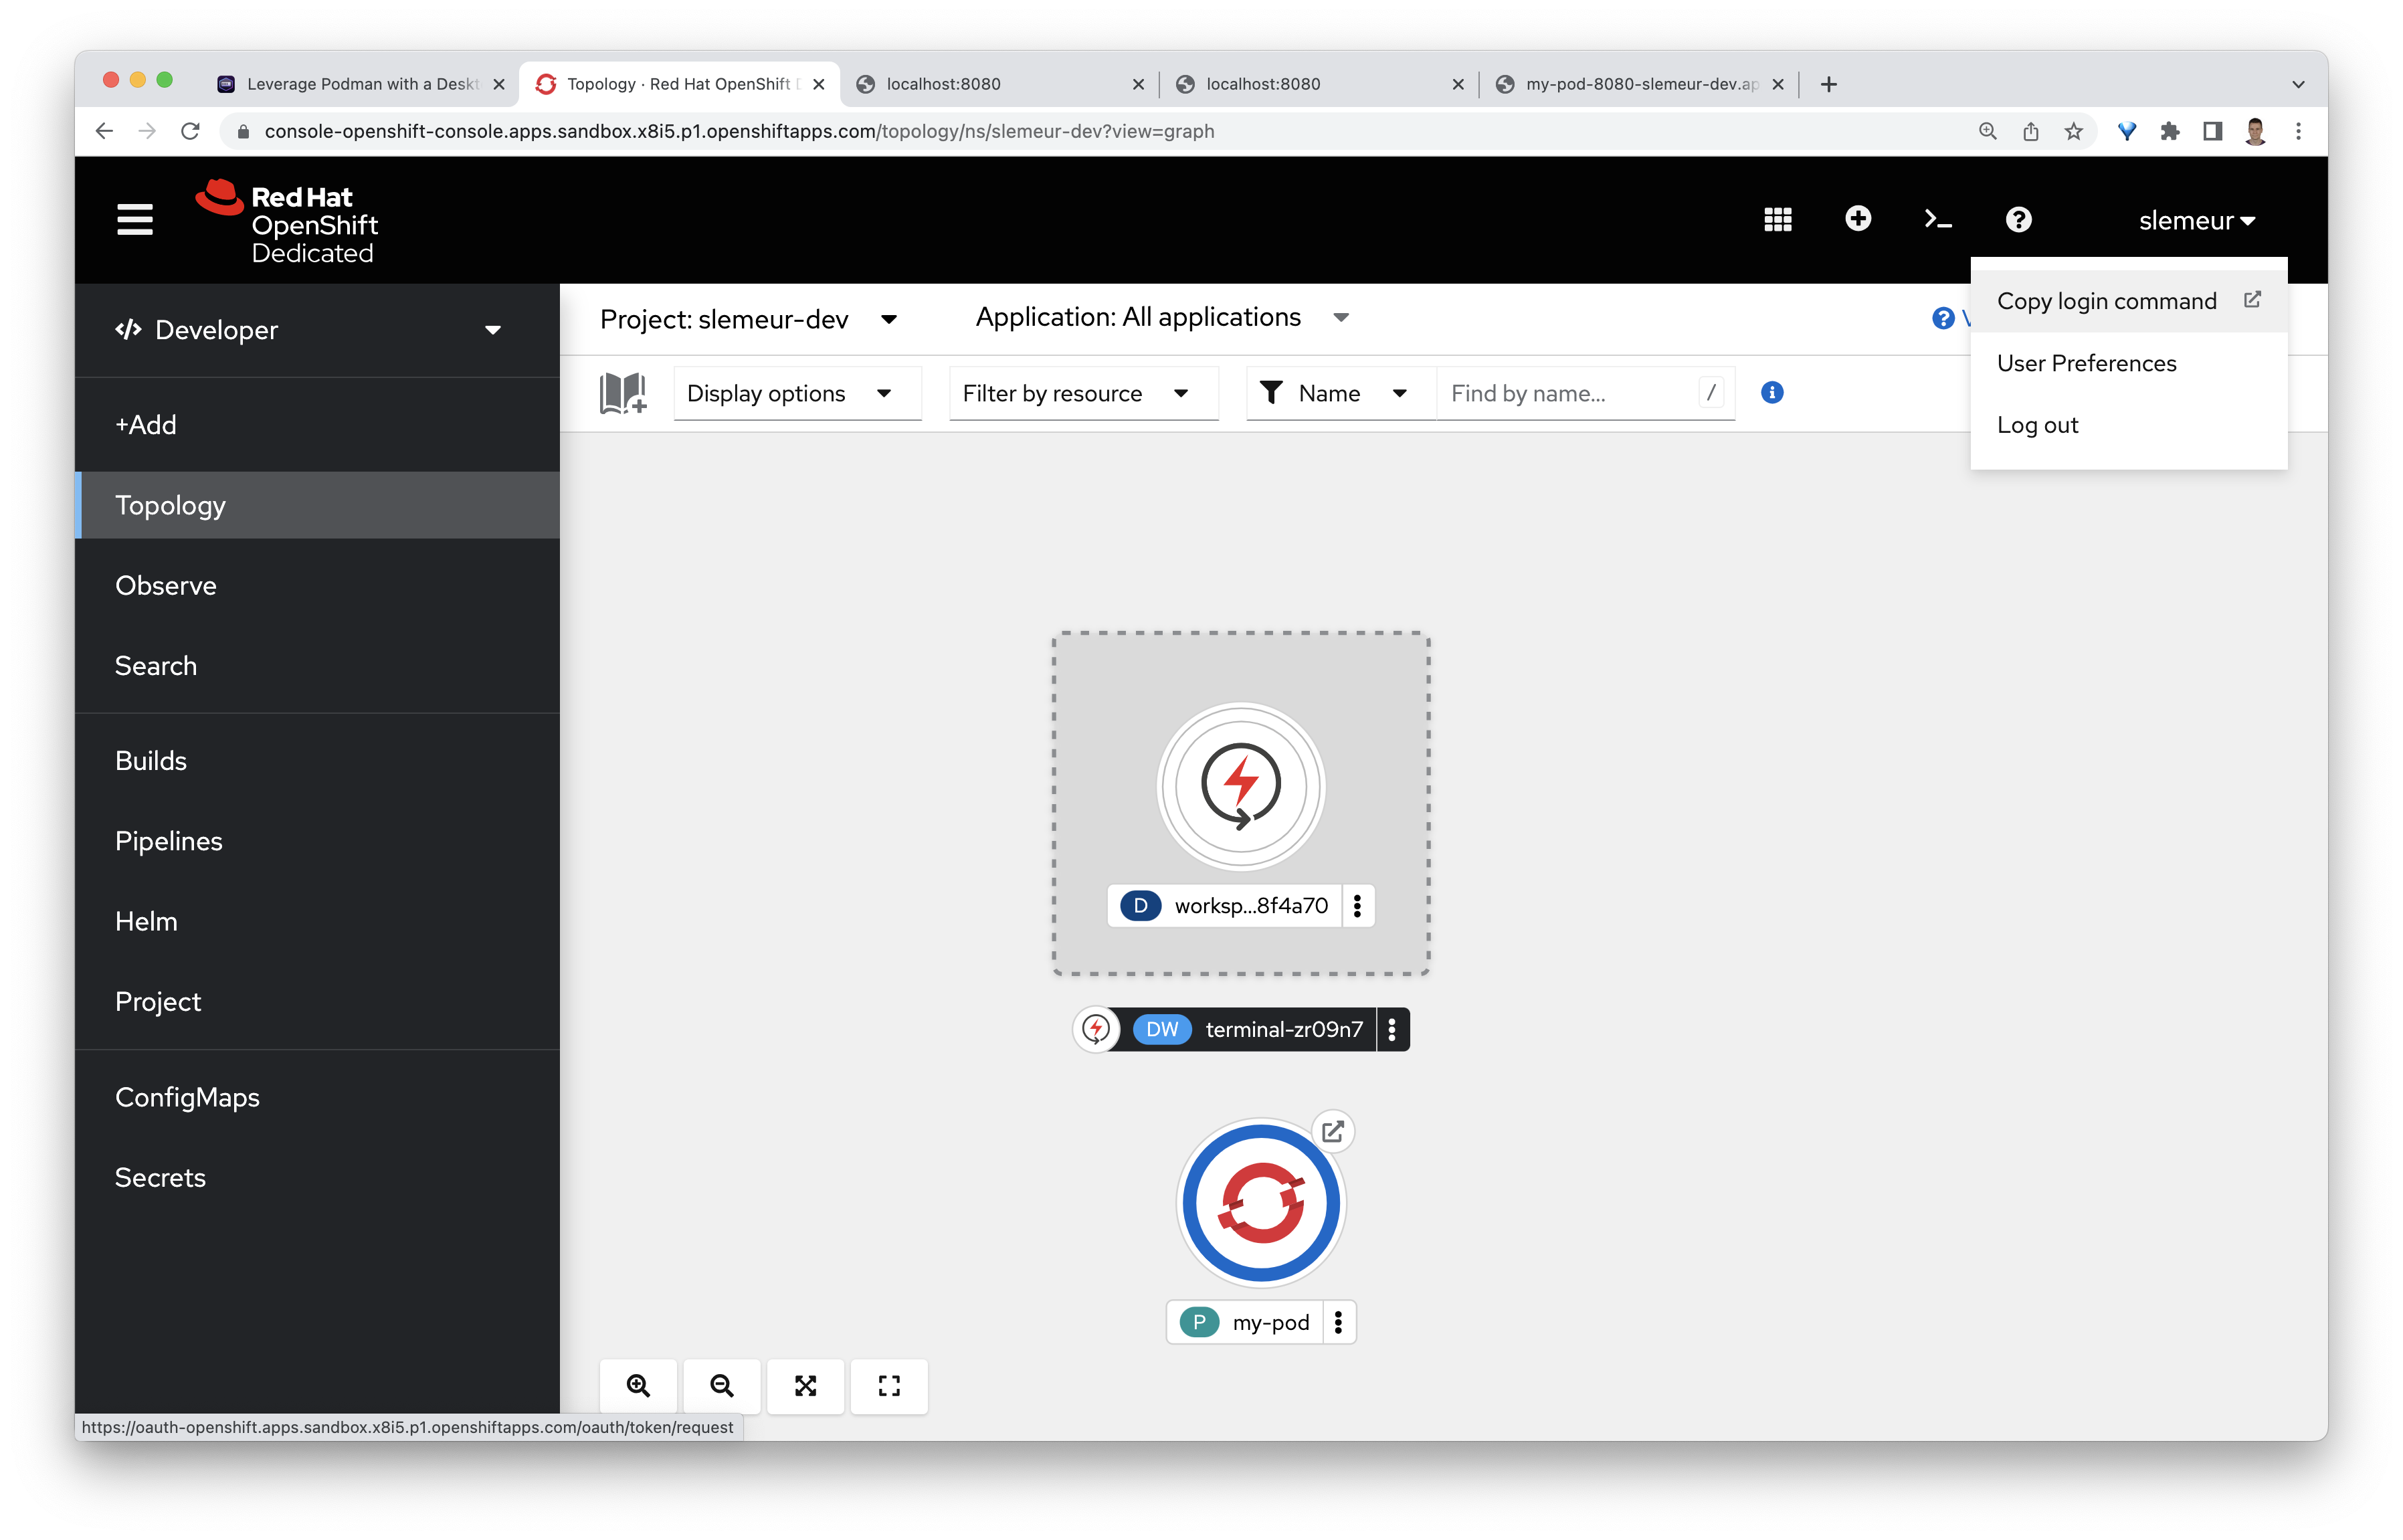 Leverage Podman with a Deskt
Topology · Red Hat OpenShift D
localhost:8080
localhost:8080
my-pod-8080-slemeur-dev.ap
console-openshift-console.apps.sandbox.x8i5.p1.openshiftapps.com/topology/ns/slemeur-dev?view=graph
Red Hat
OpenShift
Dedicated
slemeur
Copy login command
User Preferences
Log out
</> Developer
Project: slemeur-dev
Application: All applications
V
Display options
Filter by resource
Name
Find by name...
/
+Add
Topology
Observe
Search
Builds
Pipelines
Helm
Project
ConfigMaps
Secrets
D worksp...8f4a70
DW terminal-zr09n7
P my-pod
https://oauth-openshift.apps.sandbox.x8i5.p1.openshiftapps.com/oauth/token/request